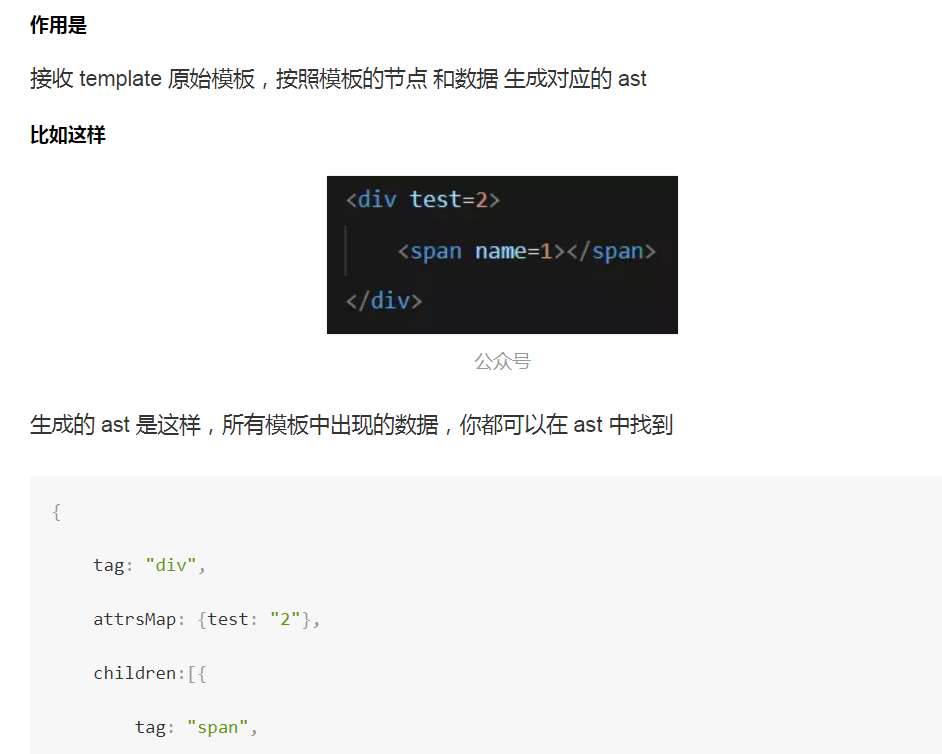 作用是
接收 template 原始模板，按照模板的节点 和数据 生成对应的 ast
比如这样
<div test=2>
<span name=1></span>
</div>
公众号
生成的 ast 是这样，所有模板中出现的数据，你都可以在 ast 中找到
{
tag: "div",
attrsMap: {test: "2"},
children:[{
tag: "span",